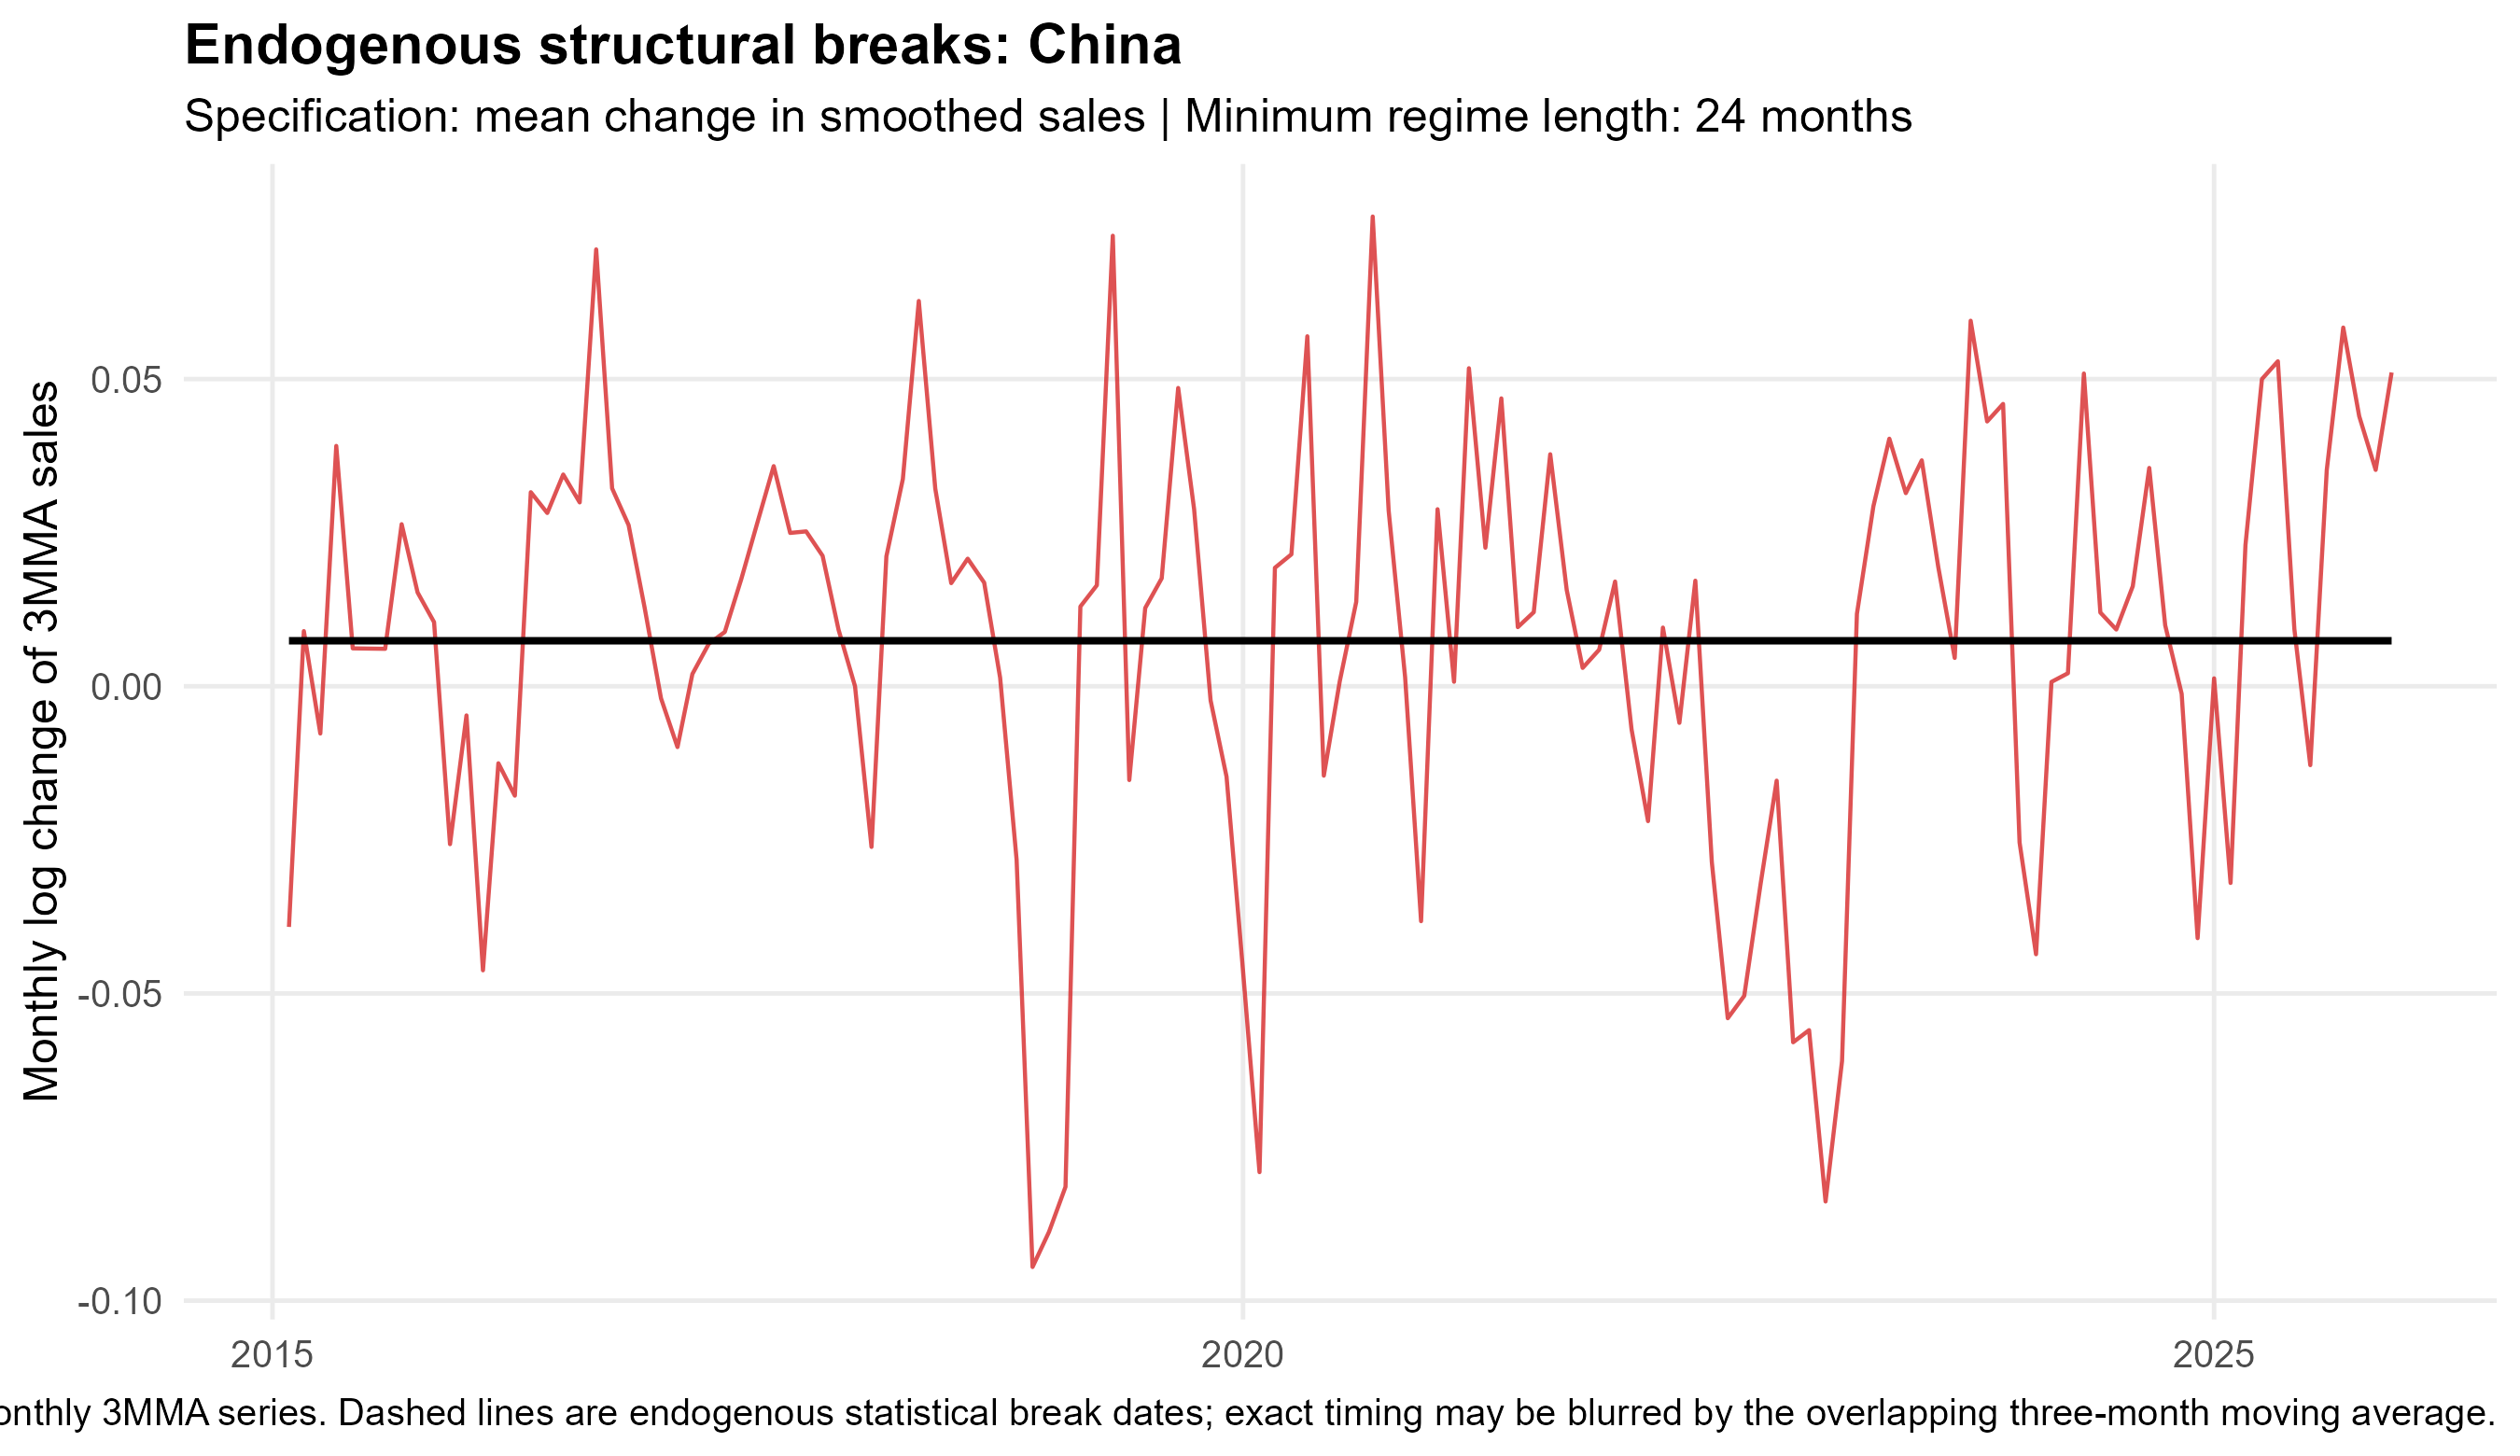 Endogenous structural breaks: China
Specification: mean change in smoothed sales | Minimum regime length: 24 months
Monthly log change of 3MMA sales
0.05
0.00
-0.05
-0.10
2015
2020
2025
onthly 3MMA series. Dashed lines are endogenous statistical break dates; exact timing may be blurred by the overlapping three-month moving average.